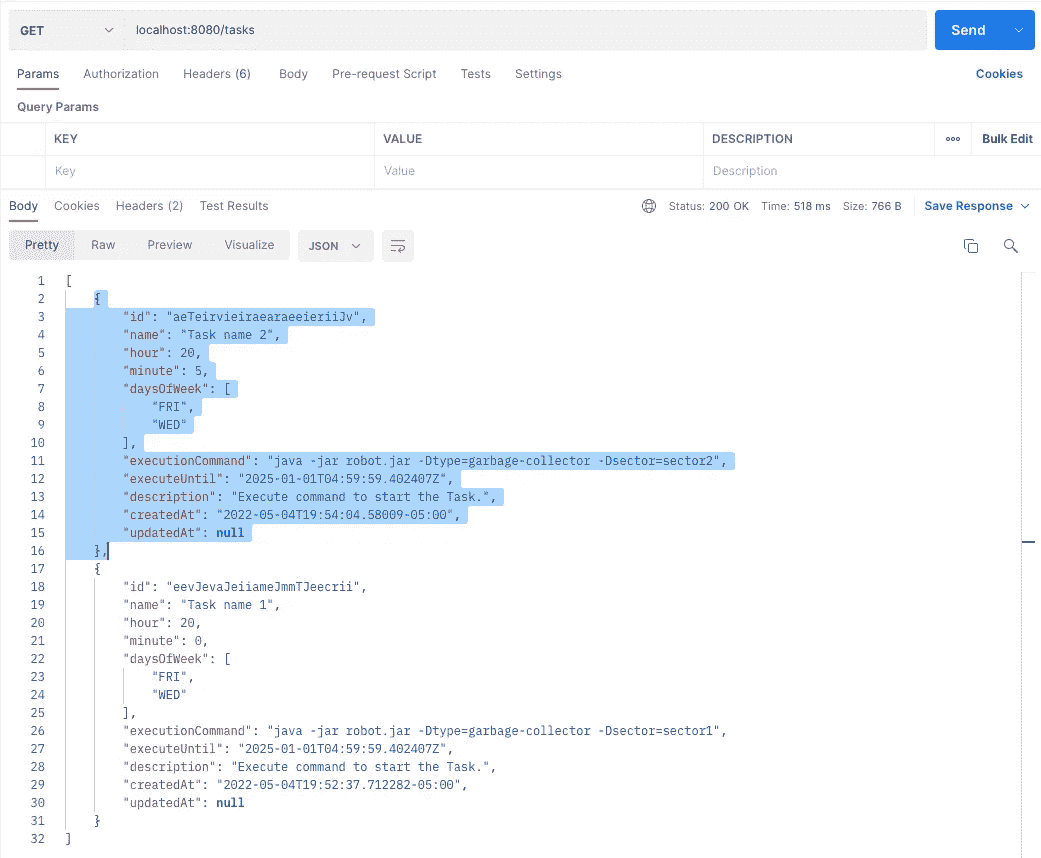 GET localhost:8080/tasks Send
Params Authorization Headers (6) Body Pre-request Script Tests Settings Cookies
Query Params
KEY VALUE DESCRIPTION ooo Bulk Edit
Key Value Description
Body Cookies Headers (2) Test Results Status: 200 OK Time: 518 ms Size: 766 B Save Response
Pretty Raw Preview Visualize JSON
1 [
2 {
3 "id": "aeTeirvieiraearaeeieriiJv",
4 "name": "Task name 2",
5 "hour": 20,
6 "minute": 5,
7 "daysOfWeek": [
8 "FRI",
9 "WED"
10 ],
11 "executionCommand": "java -jar robot.jar -Dtype=garbage-collector -Dsector=sector2",
12 "executeUntil": "2025-01-01T04:59:59.402407Z",
13 "description": "Execute command to start the Task.",
14 "createdAt": "2022-05-04T19:54:04.58009-05:00",
15 "updatedAt": null
16 },
17 {
18 "id": "eevJevaJeiiameJmmTJeecrii",
19 "name": "Task name 1",
20 "hour": 20,
21 "minute": 0,
22 "daysOfWeek": [
23 "FRI",
24 "WED"
25 ],
26 "executionCommand": "java -jar robot.jar -Dtype=garbage-collector -Dsector=sector1",
27 "executeUntil": "2025-01-01T04:59:59.402407Z",
28 "description": "Execute command to start the Task.",
29 "createdAt": "2022-05-04T19:52:37.712282-05:00",
30 "updatedAt": null
31 }
32 ]